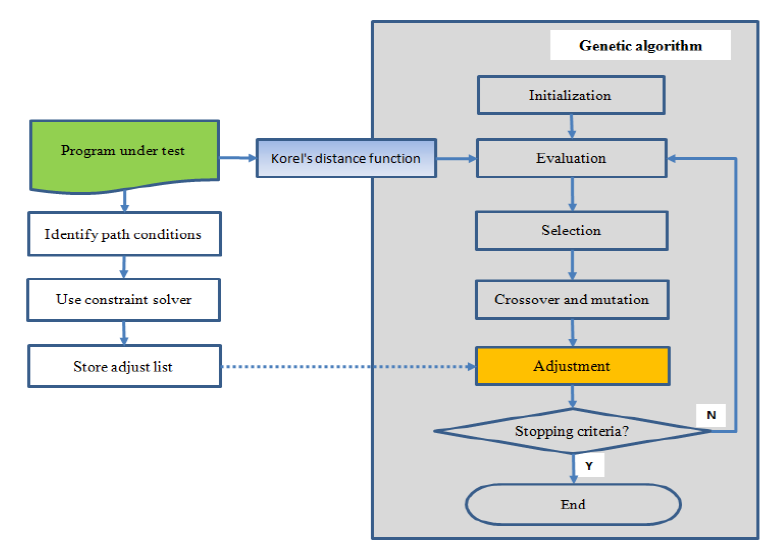 Genetic algorithm
Initialization
Program under test
Korel's distance function
Evaluation
Identify path conditions
Selection
Use constraint solver
Crossover and mutation
Store adjust list
Adjustment
N
Stopping criteria?
Y
End